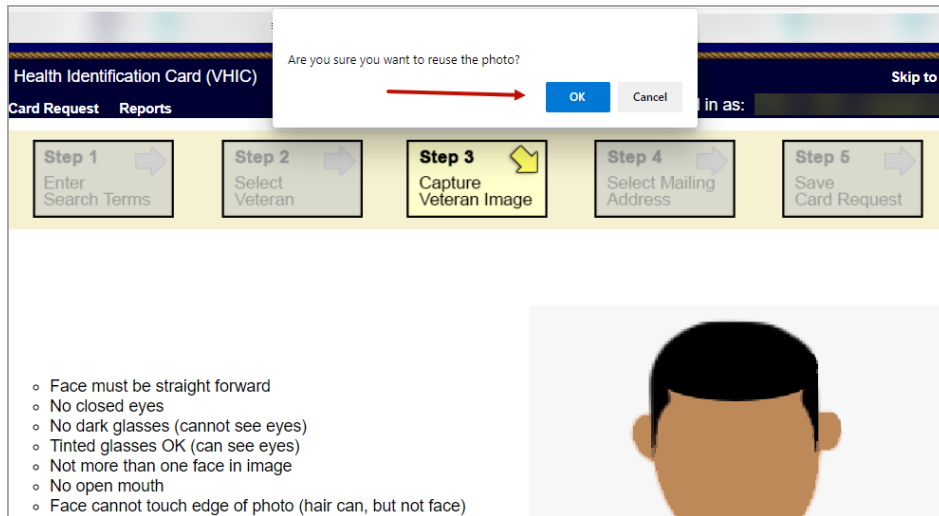 Are you sure you want to reuse the photo?
OK
Cancel
Health Identification Card (VHIC)
Skip to
Card Request Reports
in as:
Step 1
Enter
Search Terms
Step 2
Select
Veteran
Step 3
Capture
Veteran Image
Step 4
Select Mailing
Address
Step 5
Save
Card Request
Face must be straight forward
No closed eyes
No dark glasses (cannot see eyes)
Tinted glasses OK (can see eyes)
Not more than one face in image
No open mouth
Face cannot touch edge of photo (hair can, but not face)